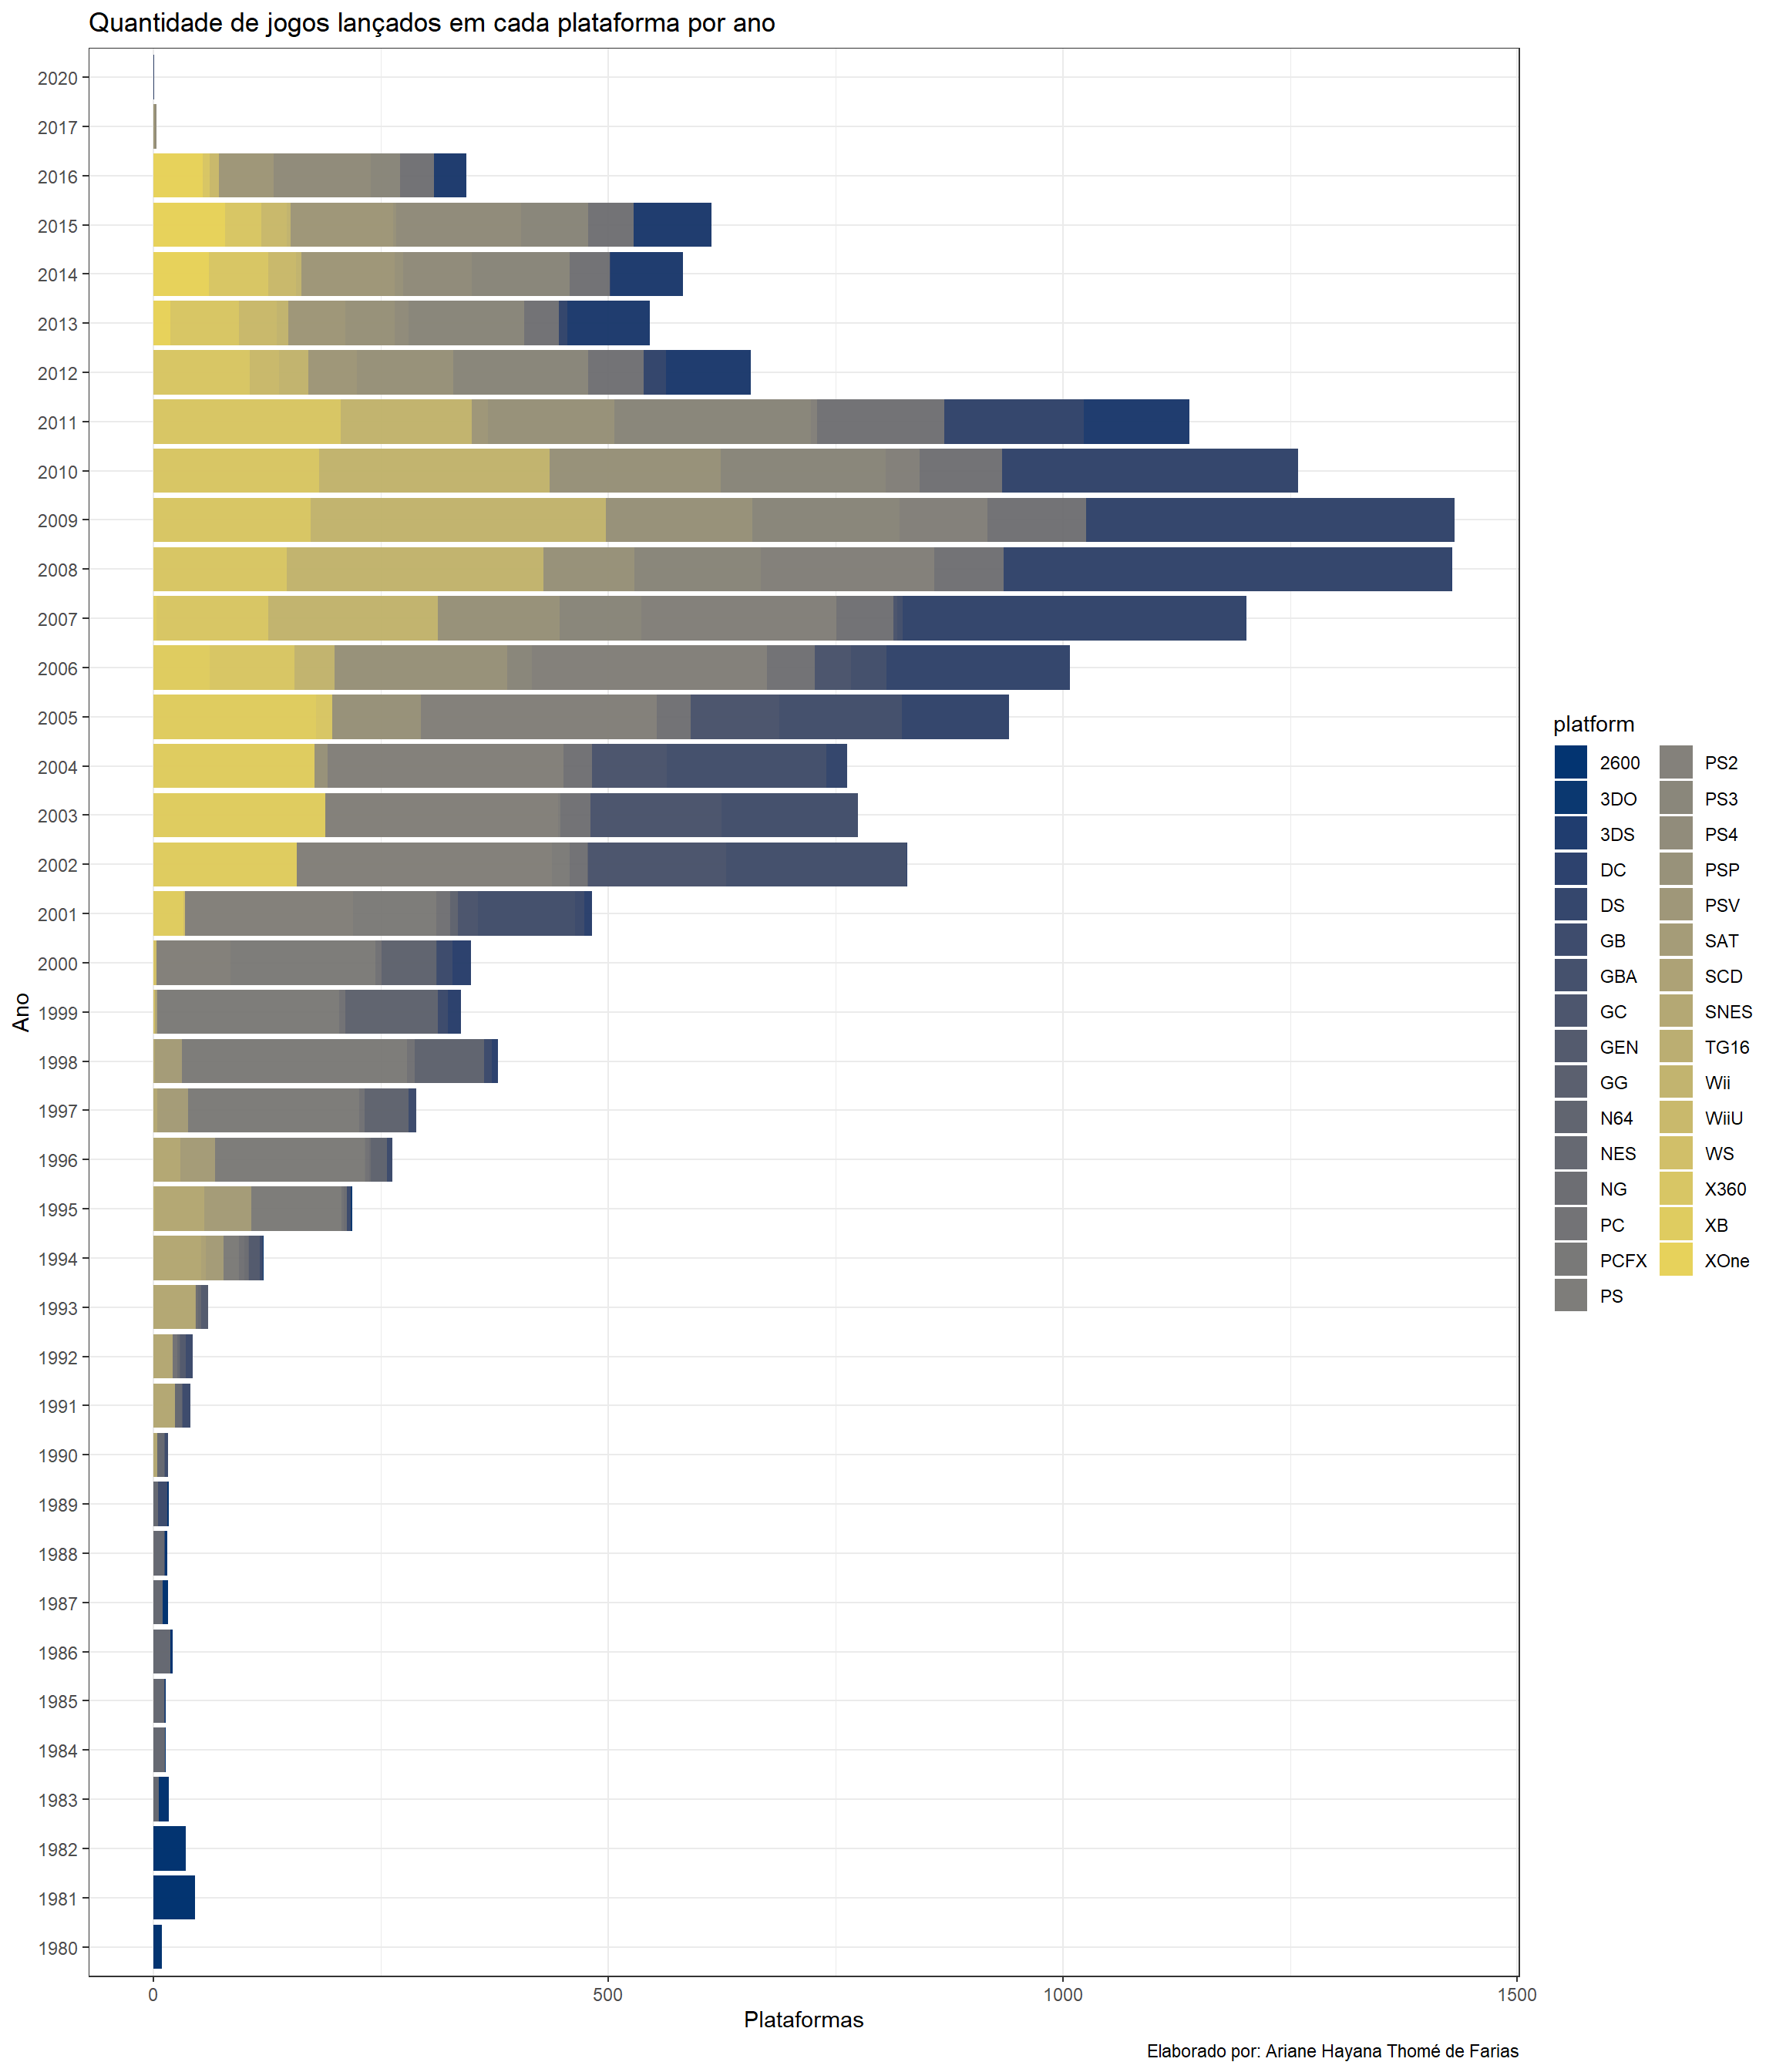 Quantidade de jogos lançados em cada plataforma por ano
2020
2017
2016
2015
2014
2013
2012
2011
2010
2009
2008
2007
2006
2005
2004
2003
2002
2001
2000
1999
1998
1997
1996
1995
1994
1993
1992
1991
1990
1989
1988
1987
1986
1985
1984
1983
1982
1981
1980
Ano
0 500 1000 1500
Plataformas
platform
2600
3DO
3DS
DC
DS
GB
GBA
GC
GEN
GG
N64
NES
NG
PC
PCFX
PS
PS2
PS3
PS4
PSP
PSV
SAT
SCD
SNES
TG16
Wii
WiiU
WS
X360
XB
XOne
Elaborado por: Ariane Hayana Thomé de Farias